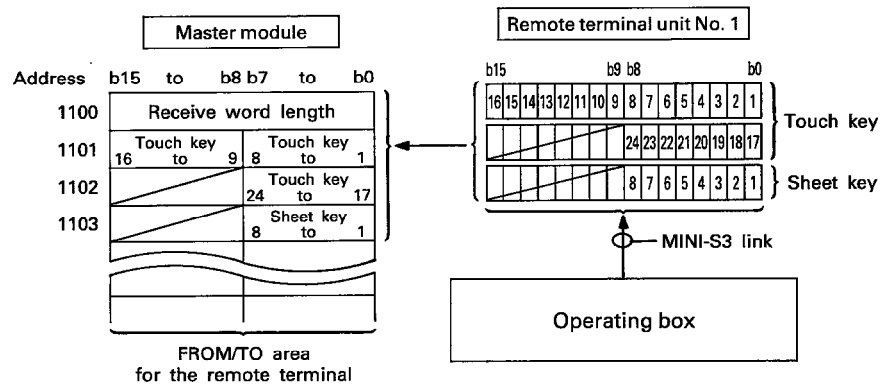 Master module
Address b15 to b8 b7 to b0
1100 Receive word length
1101 Touch key 16 to 9 Touch key 8 to 1
1102 Touch key 24 to 17
1103 Sheet key 8 to 1
FROM/TO area
for the remote terminal
Remote terminal unit No. 1
b15 b9 b8 b0
16 15 14 13 12 11 10 9 8 7 6 5 4 3 2 1
24 23 22 21 20 19 18 17
Touch key
8 7 6 5 4 3 2 1
Sheet key
MINI-S3 link
Operating box